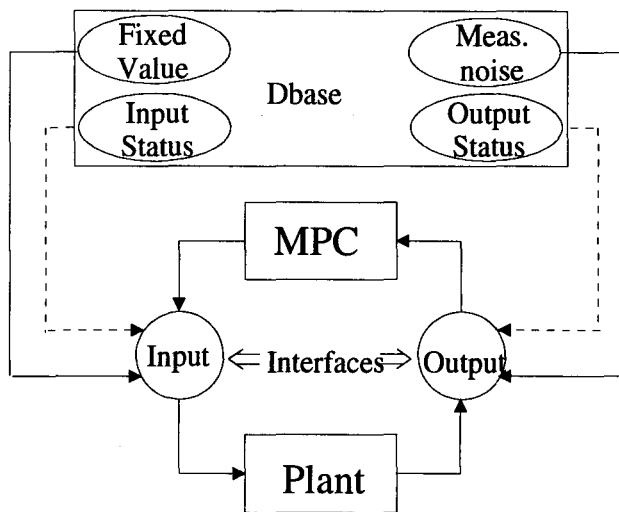 Fixed
Value
Meas.
noise
Dbase
Input
Status
Output
Status
MPC
Input
Interfaces
Output
Plant